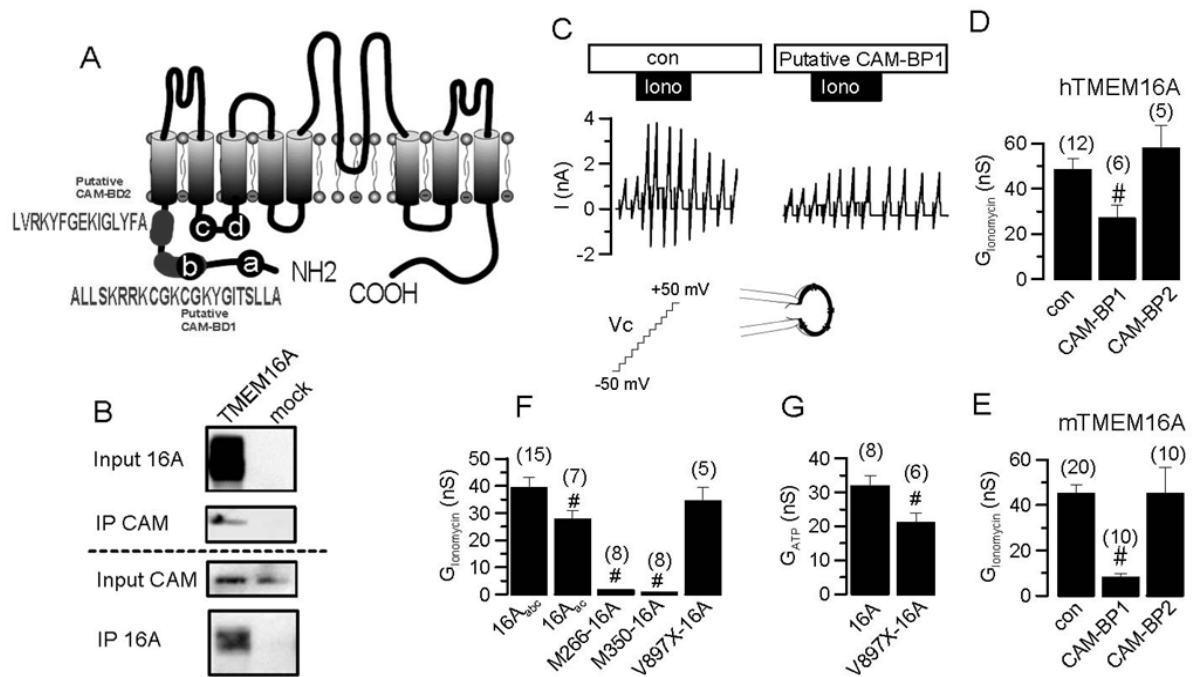 A
Putative
CAM-BD2
LVRKYFGEKIGLYFA
c
d
b
a
NH2
COOH
ALLSKRRKCGKCGKYGITSLLA
Putative
CAM-BD1
B
TMEM16A
mock
Input 16A
IP CAM
Input CAM
IP 16A
C
con
Putative CAM-BP1
Iono
Iono
I (nA)
4
2
0
-2
+50 mV
Vc
-50 mV
D
hTMEM16A
GIonomycin (nS)
60
40
20
0
(12)
(6)
#
(5)
con
CAM-BP1
CAM-BP2
F
GIonomycin (nS)
50
40
30
20
10
0
(15)
(7)
#
(8)
#
(8)
#
(5)
16Aabc
16Aac
M266-16A
M350-16A
V897X-16A
G
GATP (nS)
40
30
20
10
0
(8)
(6)
#
16A
V897X-16A
E
mTMEM16A
GIonomycin (nS)
60
40
20
0
(20)
(10)
#
(10)
con
CAM-BP1
CAM-BP2